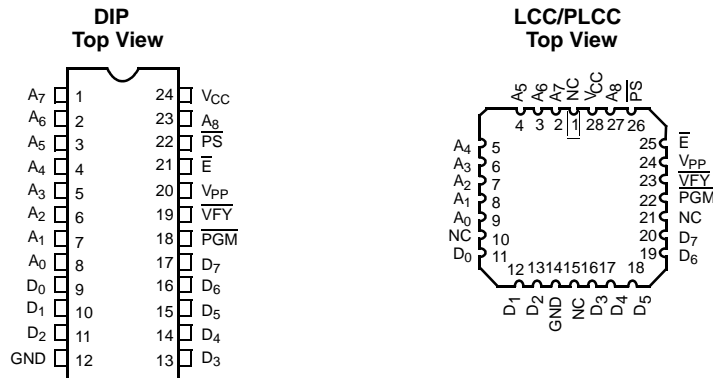 DIP
Top View
A7 1 24 VCC
A6 2 23 A8
A5 3 22 PS
A4 4 21 E
A3 5 20 VPP
A2 6 19 VFY
A1 7 18 PGM
A0 8 17 D7
D0 9 16 D6
D1 10 15 D5
D2 11 14 D4
GND 12 13 D3
LCC/PLCC
Top View
A5 A6 A7 NC VCC A8 PS
4 3 2 1 28 27 26
A4 5 25 E
A3 6 24 VPP
A2 7 23 VFY
A1 8 22 PGM
A0 9 21 NC
NC 10 20 D7
D0 11 19 D6
12 13 14 15 16 17 18
D1 D2 GND NC D3 D4 D5